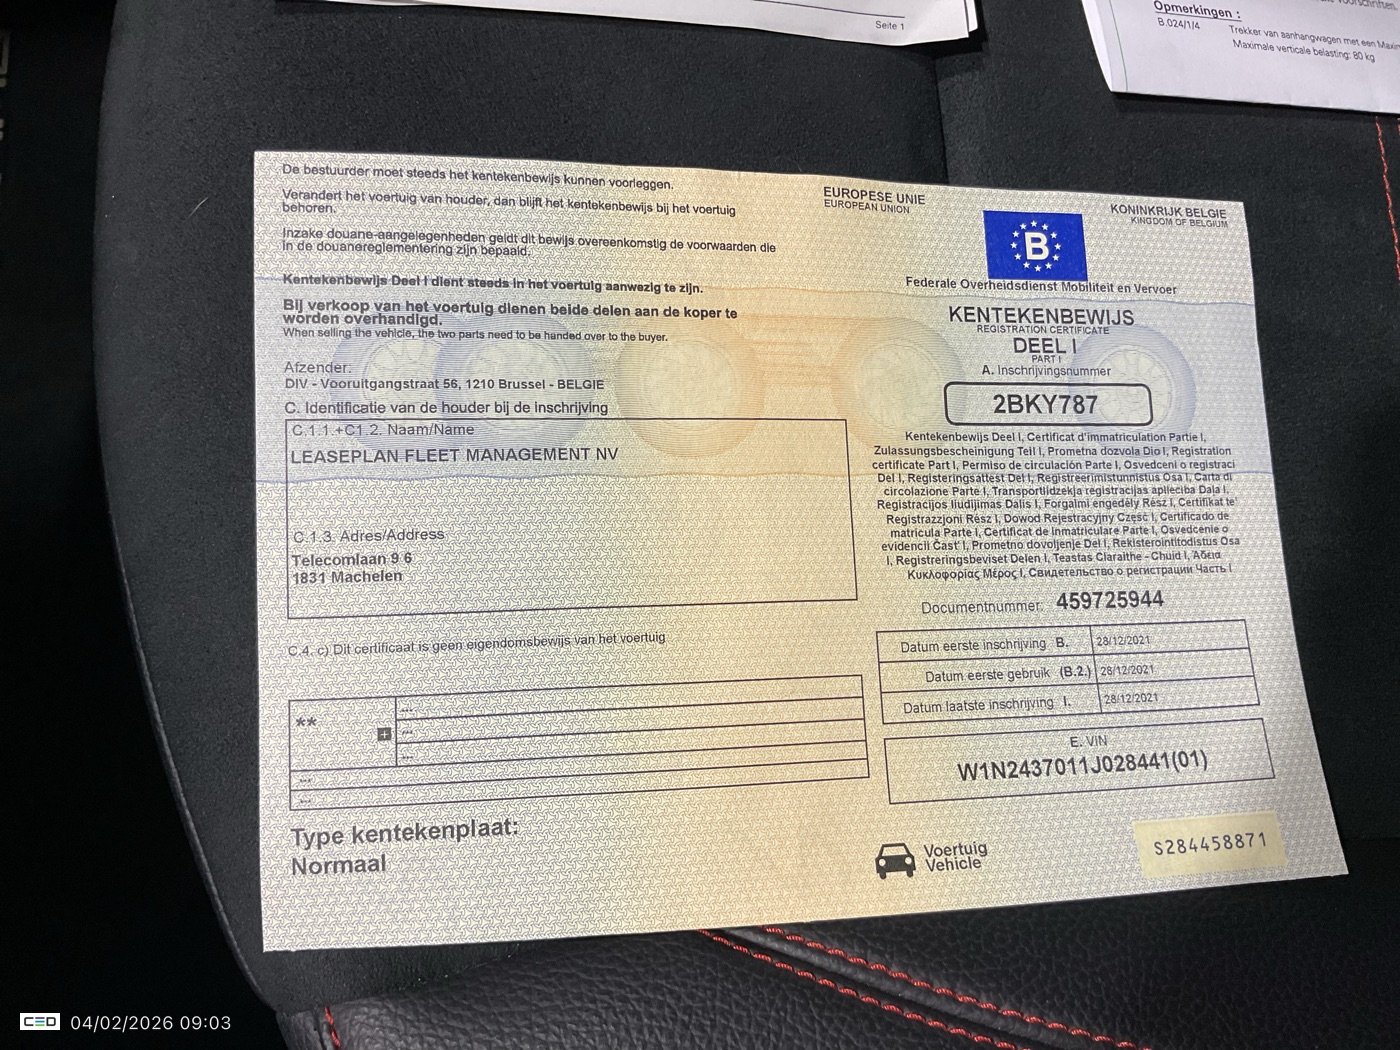 Seite 1
Opmerkingen :
B.024/1/4
Trekker van aanhangwagen met een
Maximale verticale belasting: 80 kg
De bestuurder moet steeds het kentekenbewijs kunnen voorleggen.
Verandert het voertuig van houder, dan blijft het kentekenbewijs bij het voertuig
behoren.
Inzake douane-aangelegenheden geldt dit bewijs overeenkomstig de voorwaarden die
in de douanereglementering zijn bepaald.
Kentekenbewijs Deel I dient steeds in het voertuig aanwezig te zijn.
Bij verkoop van het voertuig dienen beide delen aan de koper te
worden overhandigd.
When selling the vehicle, the two parts need to be handed over to the buyer.
Afzender:
DIV - Vooruitgangstraat 56, 1210 Brussel - BELGIE
C. Identificatie van de houder bij de inschrijving
C.1.1.+C1.2. Naam/Name
LEASEPLAN FLEET MANAGEMENT NV
C.1.3. Adres/Address
Telecomlaan 9 6
1831 Machelen
C.4. c) Dit certificaat is geen eigendomsbewijs van het voertuig
**
...
...
...
...
...
Type kentekenplaat:
Normaal
EUROPESE UNIE
EUROPEAN UNION
B
KONINKRIJK BELGIE
KINGDOM OF BELGIUM
Federale Overheidsdienst Mobiliteit en Vervoer
KENTEKENBEWIJS
REGISTRATION CERTIFICATE
DEEL I
PART I
A. Inschrijvingsnummer
2BKY787
Kentekenbewijs Deel I, Certificat d'immatriculation Partie I,
Zulassungsbescheinigung Teil I, Prometna dozvola Dio I, Registration
certificate Part I, Permiso de circulación Parte I, Osvedceni o registraci
Del I, Registeringsattest Del I, Registreerimistunnistus Osa I, Carta di
circolazione Parte I, Transportlidzekja registracijas aplieciba Dala I,
Registracijos liudijimas Dalis I, Forgalmi engedély Rész I, Certifikat te'
Registrazzjoni Rész I, Dowod Rejestracyjny Część I, Certificado de
matricula Parte I, Certificat de inmatriculare Parte I, Osvedcenie o
evidencii Čast I, Prometno dovoljenje Del I, Rekisterointitodistus Osa
I, Registreringsbeviset Delen I, Teastas Claraithe - Chuid I, Άδεια
Κυκλοφορίας Μέρος I, Свидетельство о регистрации Часть I
Documentnummer: 459725944
Datum eerste inschrijving B. 28/12/2021
Datum eerste gebruik (B.2.) 28/12/2021
Datum laatste inschrijving I. 28/12/2021
E. VIN
W1N2437011J028441(01)
Voertuig
Vehicle
S284458871
CED 04/02/2026 09:03